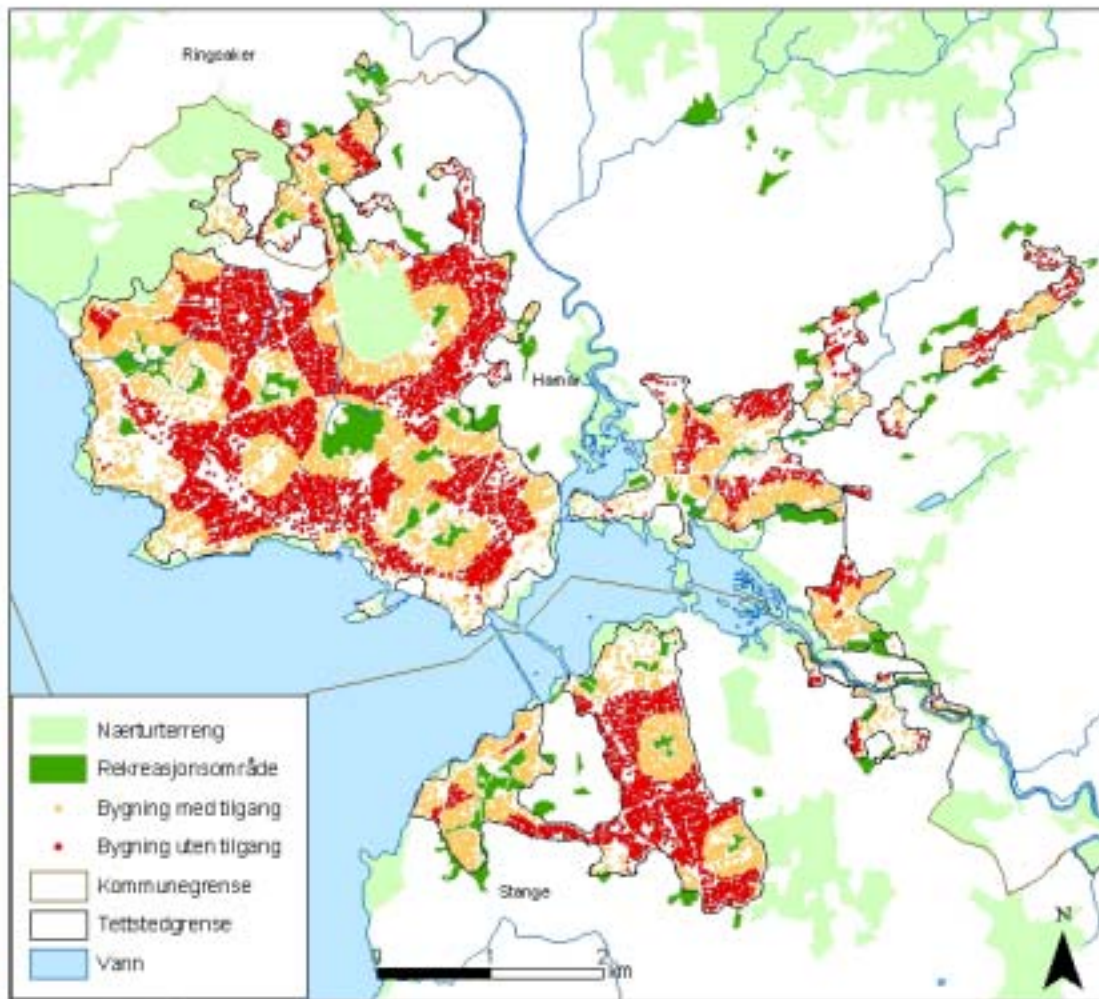 Ringsaker
Hamar
Nærturterreng
Rekreasjonsområde
Bygning med tilgang
Bygning uten tilgang
Kommunegrense
Tettstedgrense
Vann
Stange
N
0 1 2
km